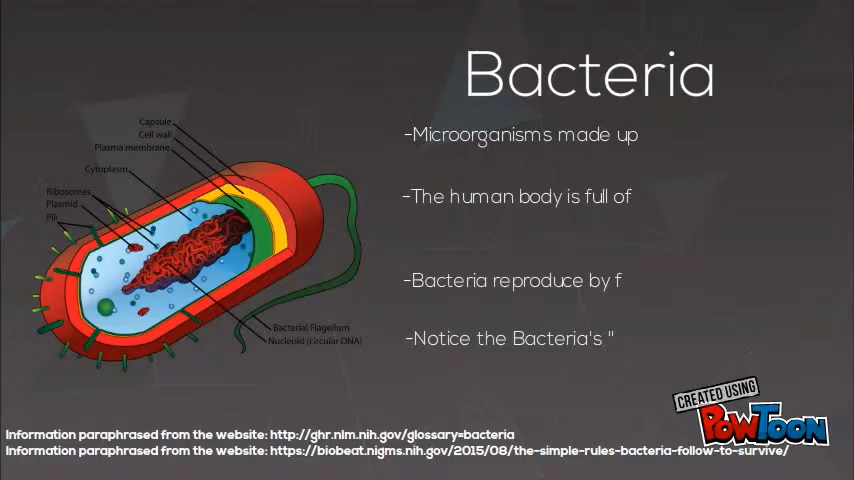 Bacteria
-Microorganisms made up
-The human body is full of
-Bacteria reproduce by f
-Notice the Bacteria's "
Capsule
Cell wall
Plasma membrane
Cytoplasm
Ribosomes
Plasmid
Pili
Bacterial Flagellum
Nucleoid (circular DNA)
CREATED USING
POWTOON
Information paraphrased from the website: http://ghr.nlm.nih.gov/glossary=bacteria
Information paraphrased from the website: https://biobeat.nigms.nih.gov/2015/08/the-simple-rules-bacteria-follow-to-survive/